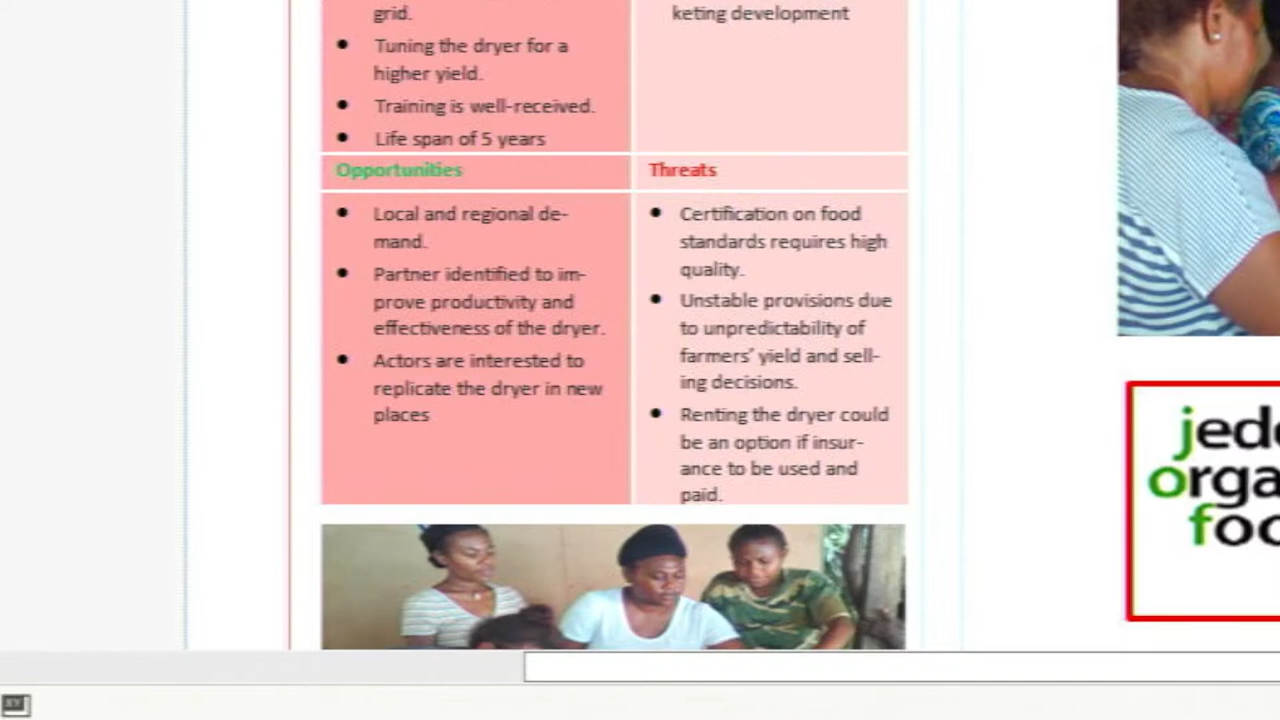 grid.
Tuning the dryer for a
higher yield.
Training is well-received.
Life span of 5 years
keting development
Opportunities
Threats
Local and regional de-
mand.
Partner identified to im-
prove productivity and
effectiveness of the dryer.
Actors are interested to
replicate the dryer in new
places
Certification on food
standards requires high
quality.
Unstable provisions due
to unpredictability of
farmers’ yield and sell-
ing decisions.
Renting the dryer could
be an option if insur-
ance to be used and
paid.